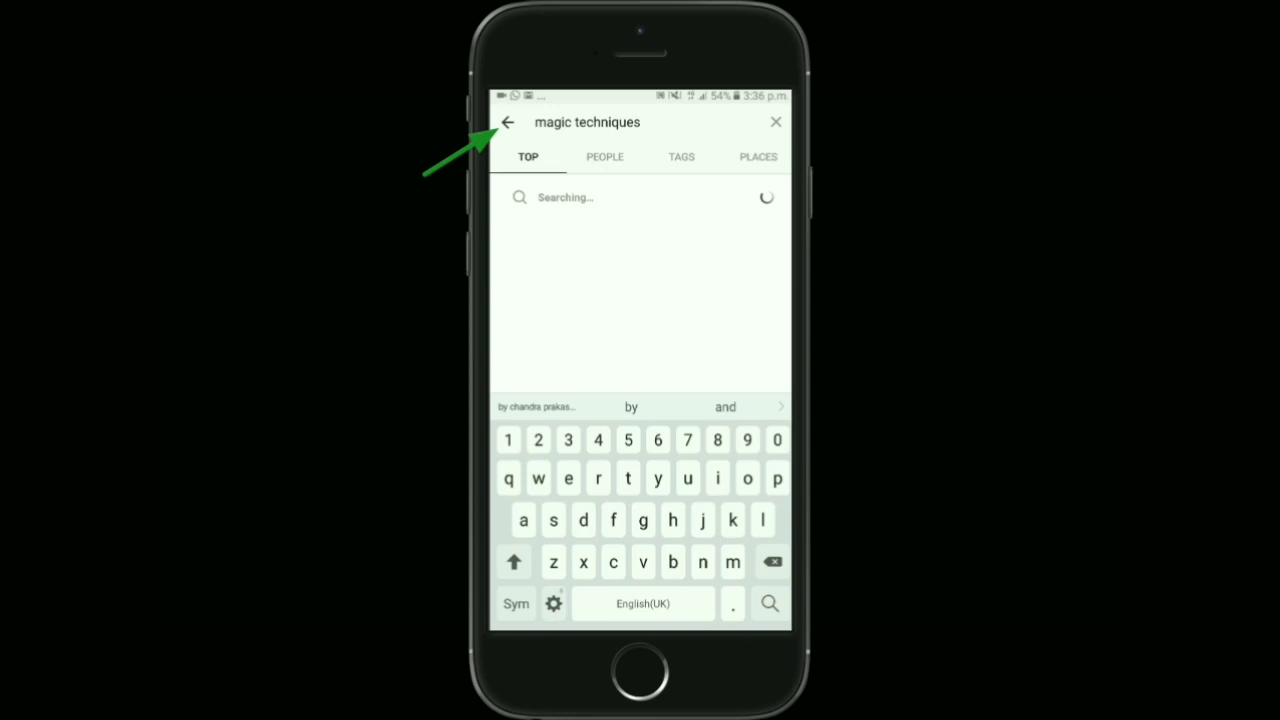 ... 54% 3:36 p.m.
magic techniques
TOP PEOPLE TAGS PLACES
Searching...
by chandra prakas... by and
1 2 3 4 5 6 7 8 9 0
q w e r t y u i o p
a s d f g h j k l
z x c v b n m
Sym English(UK) .